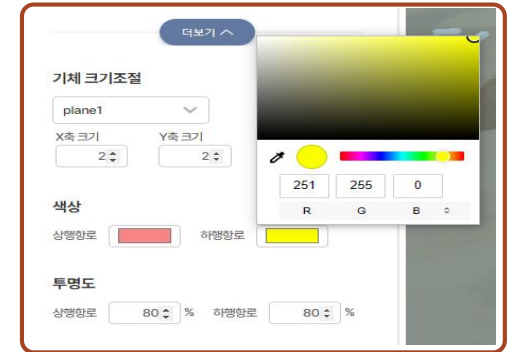 더보기
기체 크기조절
plane1
X축 크기 Y축 크기
2 2
251 255 0
R G B
색상
상행항로 하행항로
투명도
상행항로 80 % 하행항로 80 %